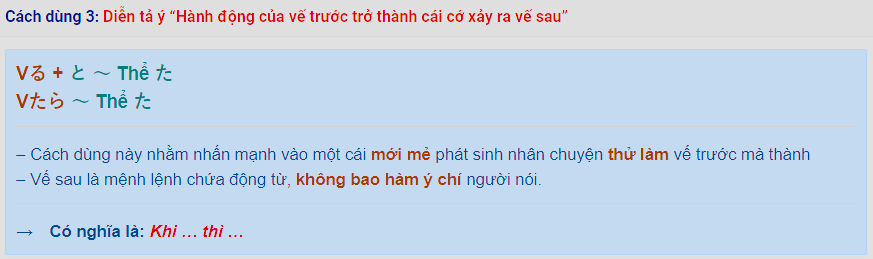 Cách dùng 3: Diễn tả ý “Hành động của vế trước trở thành cái cớ xảy ra vế sau”
Vる + と ～ Thể た
Vたら ～ Thể た
– Cách dùng này nhằm nhấn mạnh vào một cái mới mẻ phát sinh nhân chuyện thử làm vế trước mà thành
– Vế sau là mệnh lệnh chứa động từ, không bao hàm ý chí người nói.
→ Có nghĩa là: Khi … thì …